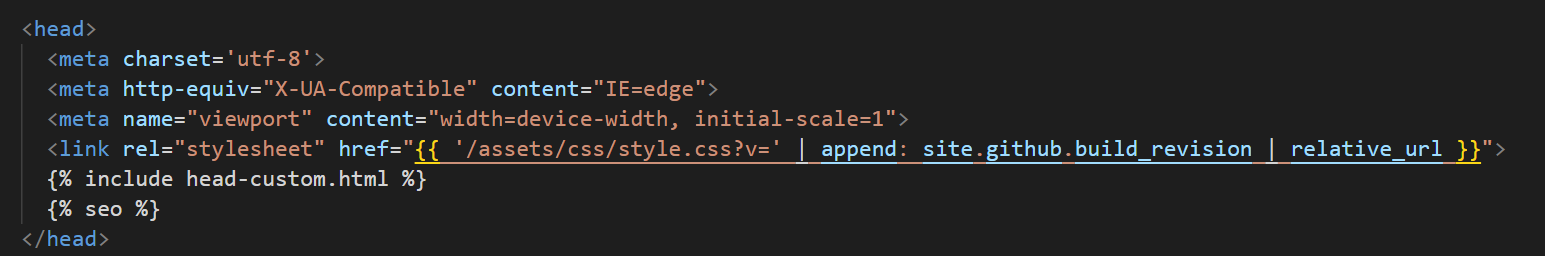 <head>
<meta charset='utf-8'>
<meta http-equiv="X-UA-Compatible" content="IE=edge">
<meta name="viewport" content="width=device-width, initial-scale=1">
<link rel="stylesheet" href="{{ '/assets/css/style.css?v=' | append: site.github.build_revision | relative_url }}">
{% include head-custom.html %}
{% seo %}
</head>